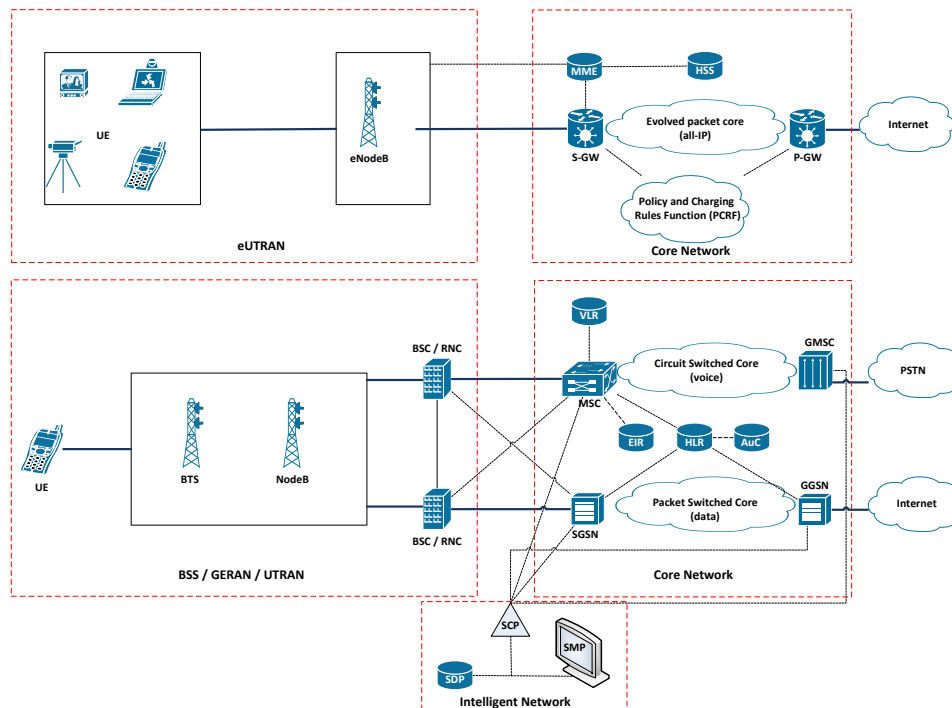 MME
HSS
UE
eNodeB
S-GW
Evolved packet core
(all-IP)
P-GW
Internet
Policy and Charging
Rules Function (PCRF)
eUTRAN
Core Network
VLR
BSC / RNC
GMSC
Circuit Switched Core
(voice)
PSTN
MSC
EIR
HLR
AuC
BTS
NodeB
UE
GGSN
Packet Switched Core
(data)
Internet
SGSN
BSC / RNC
BSS / GERAN / UTRAN
Core Network
SCP
SMP
SDP
Intelligent Network